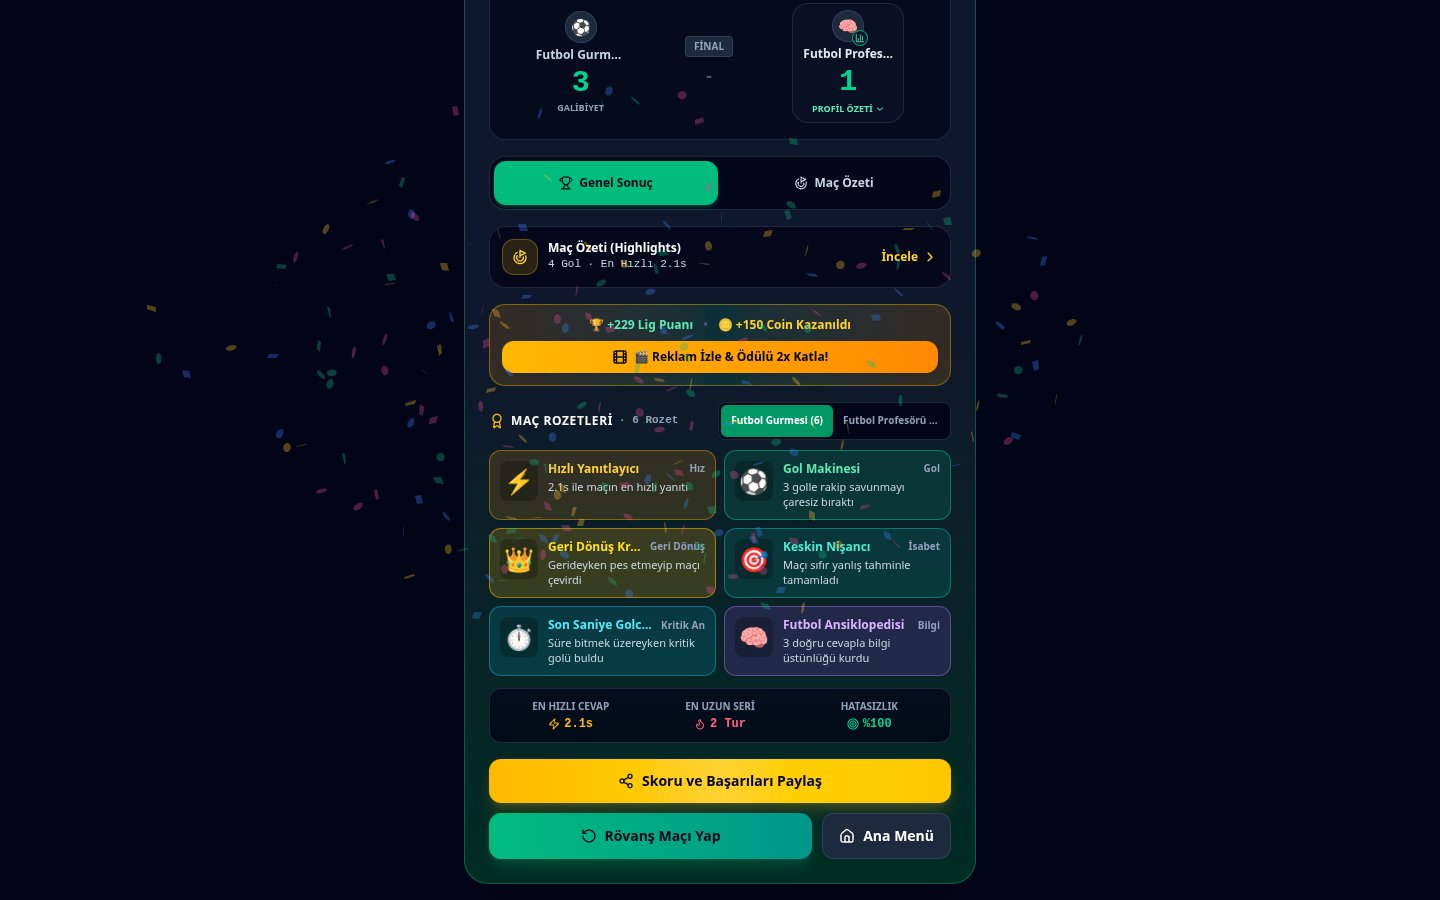 Futbol Gurm...
3
GALİBİYET
FİNAL
-
Futbol Profes...
1
PROFİL ÖZETİ
Genel Sonuç
Maç Özeti
Maç Özeti (Highlights)
4 Gol · En Hızlı 2.1s
İncele
🏆 +229 Lig Puanı • 🪙 +150 Coin Kazanıldı
🎬 Reklam İzle & Ödülü 2x Katla!
MAÇ ROZETLERİ · 6 Rozet
Futbol Gurmesi (6)
Futbol Profesörü ...
Hızlı Yanıtlayıcı
Hız
2.1s ile maçın en hızlı yanıtı
Gol Makinesi
Gol
3 golle rakip savunmayı
çaresiz bıraktı
Geri Dönüş Kr...
Geri Dönüş
Gerideyken pes etmeyip maçı
çevirdi
Keskin Nişancı
İsabet
Maçı sıfır yanlış tahminle
tamamladı
Son Saniye Golc...
Kritik An
Süre bitmek üzereyken kritik
golü buldu
Futbol Ansiklopedisi
Bilgi
3 doğru cevapla bilgi
üstünlüğü kurdu
EN HIZLI CEVAP
2.1s
EN UZUN SERİ
2 Tur
HATASIZLIK
%100
Skoru ve Başarıları Paylaş
Rövanş Maçı Yap
Ana Menü